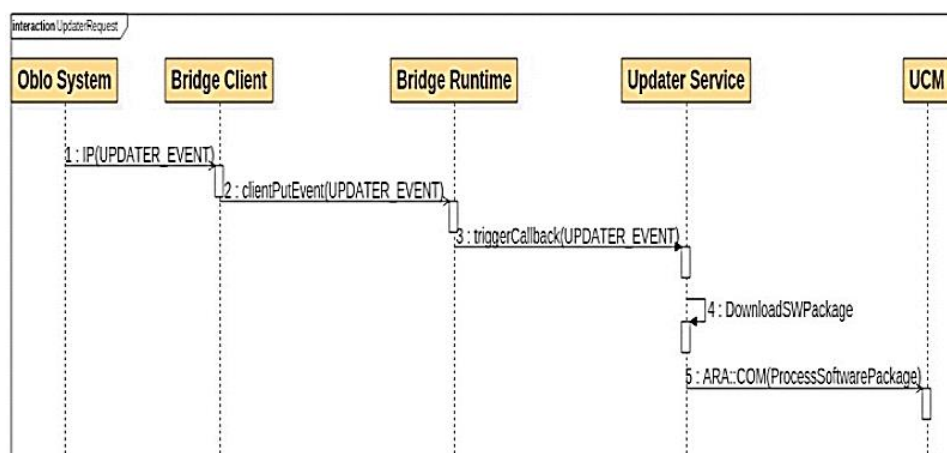 interaction UpdaterRequest
Oblo System
Bridge Client
Bridge Runtime
Updater Service
UCM
1 : IP(UPDATER_EVENT)
2 : clientPutEvent(UPDATER_EVENT)
3 : triggerCallback(UPDATER_EVENT)
4 : DownloadSWPackage
5 : ARA::COM(ProcessSoftwarePackage)